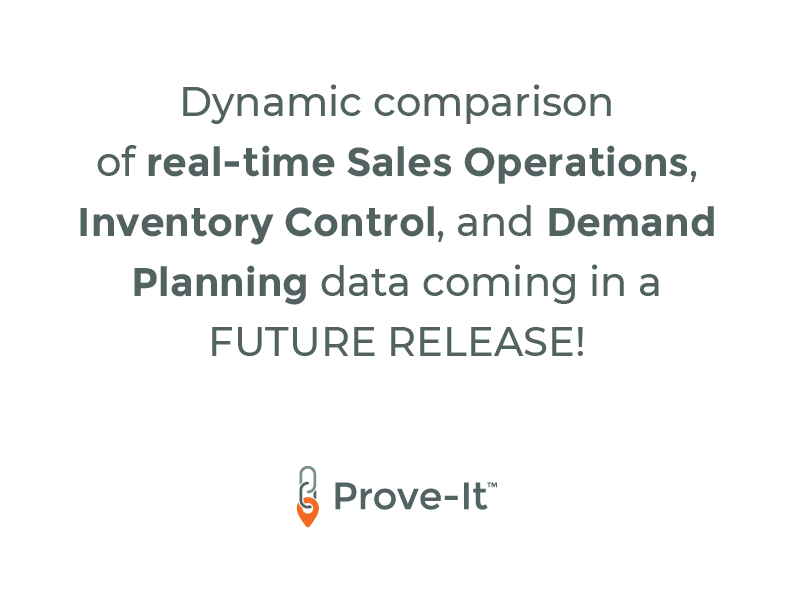 Dynamic comparison
of real-time Sales Operations,
Inventory Control, and Demand
Planning data coming in a
FUTURE RELEASE!
Prove-It™